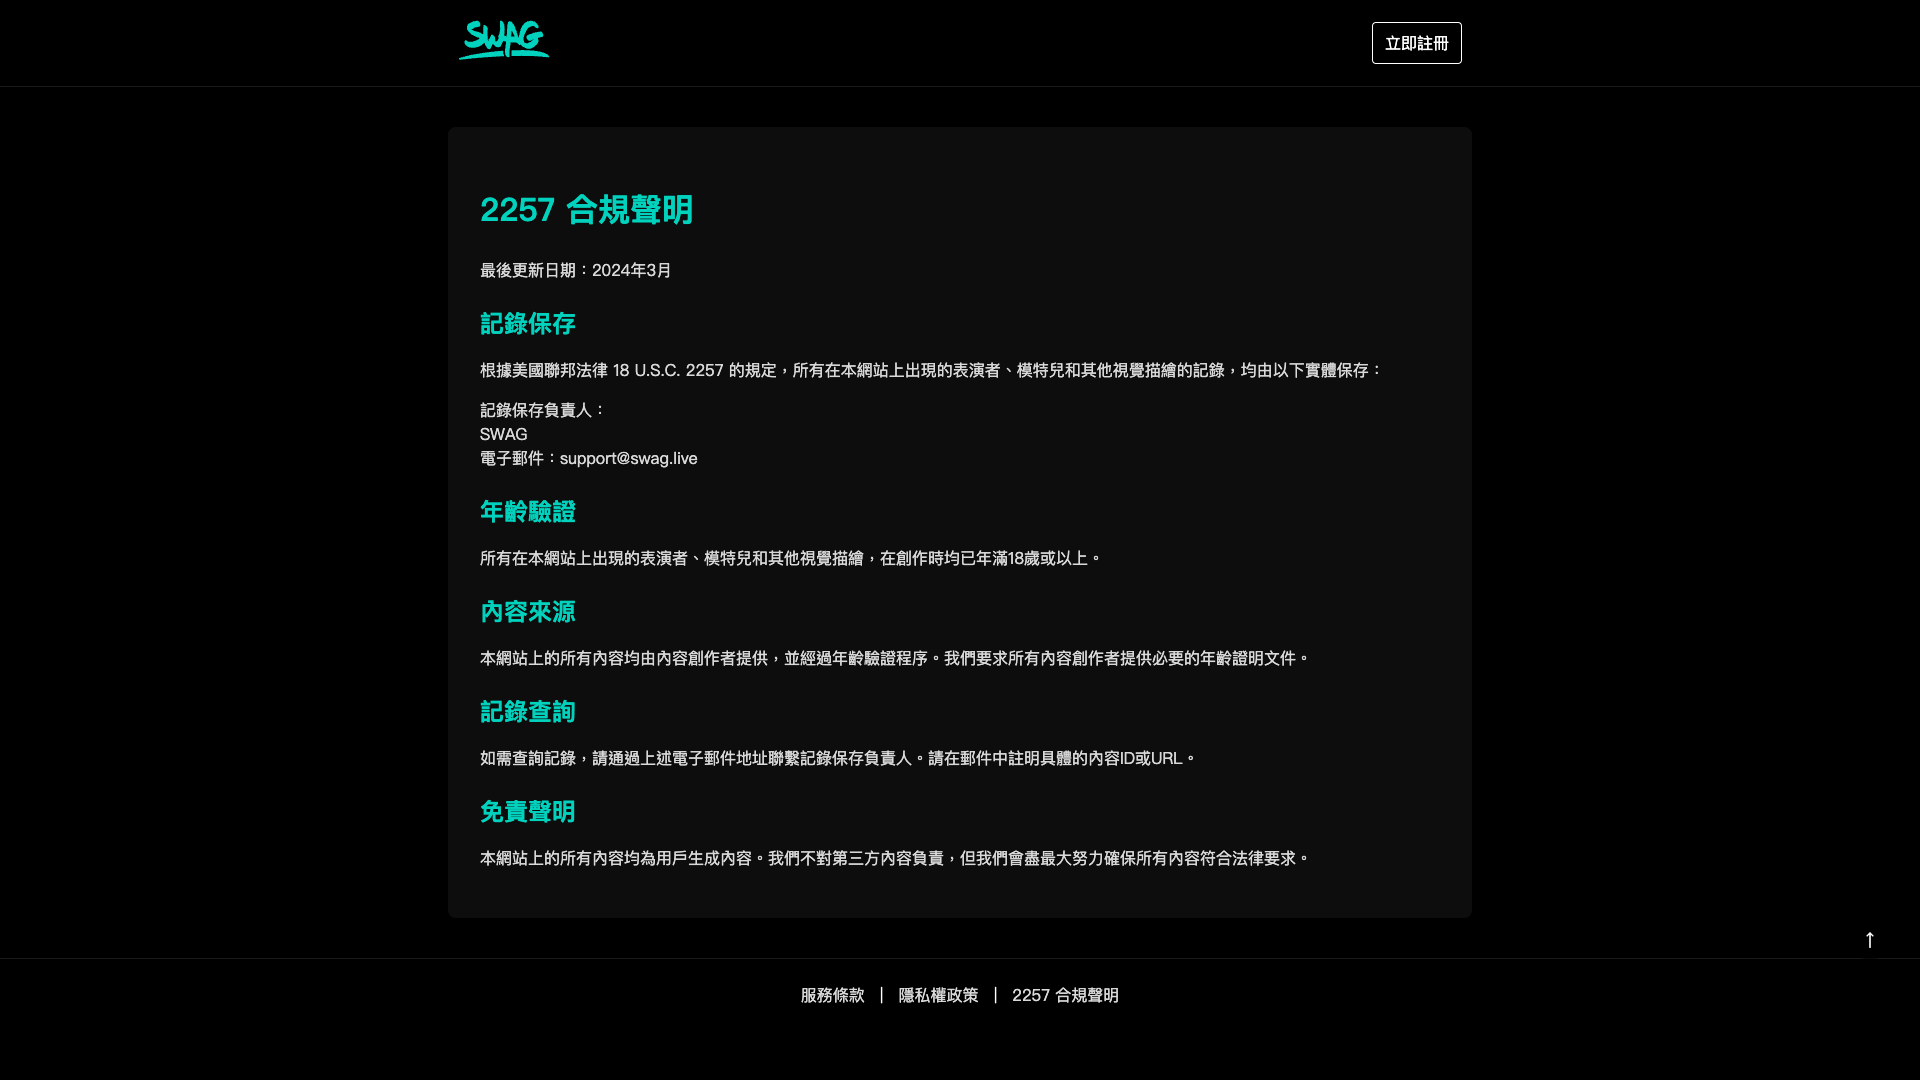 SWAG
立即註冊
2257 合規聲明
最後更新日期：2024年3月
記錄保存
根據美國聯邦法律 18 U.S.C. 2257 的規定，所有在本網站上出現的表演者、模特兒和其他視覺描繪的記錄，均由以下實體保存：
記錄保存負責人：
SWAG
電子郵件：support@swag.live
年齡驗證
所有在本網站上出現的表演者、模特兒和其他視覺描繪，在創作時均已年滿18歲或以上。
內容來源
本網站上的所有內容均由內容創作者提供，並經過年齡驗證程序。我們要求所有內容創作者提供必要的年齡證明文件。
記錄查詢
如需查詢記錄，請通過上述電子郵件地址聯繫記錄保存負責人。請在郵件中註明具體的內容ID或URL。
免責聲明
本網站上的所有內容均為用戶生成內容。我們不對第三方內容負責，但我們會盡最大努力確保所有內容符合法律要求。
↑
服務條款 | 隱私權政策 | 2257 合規聲明